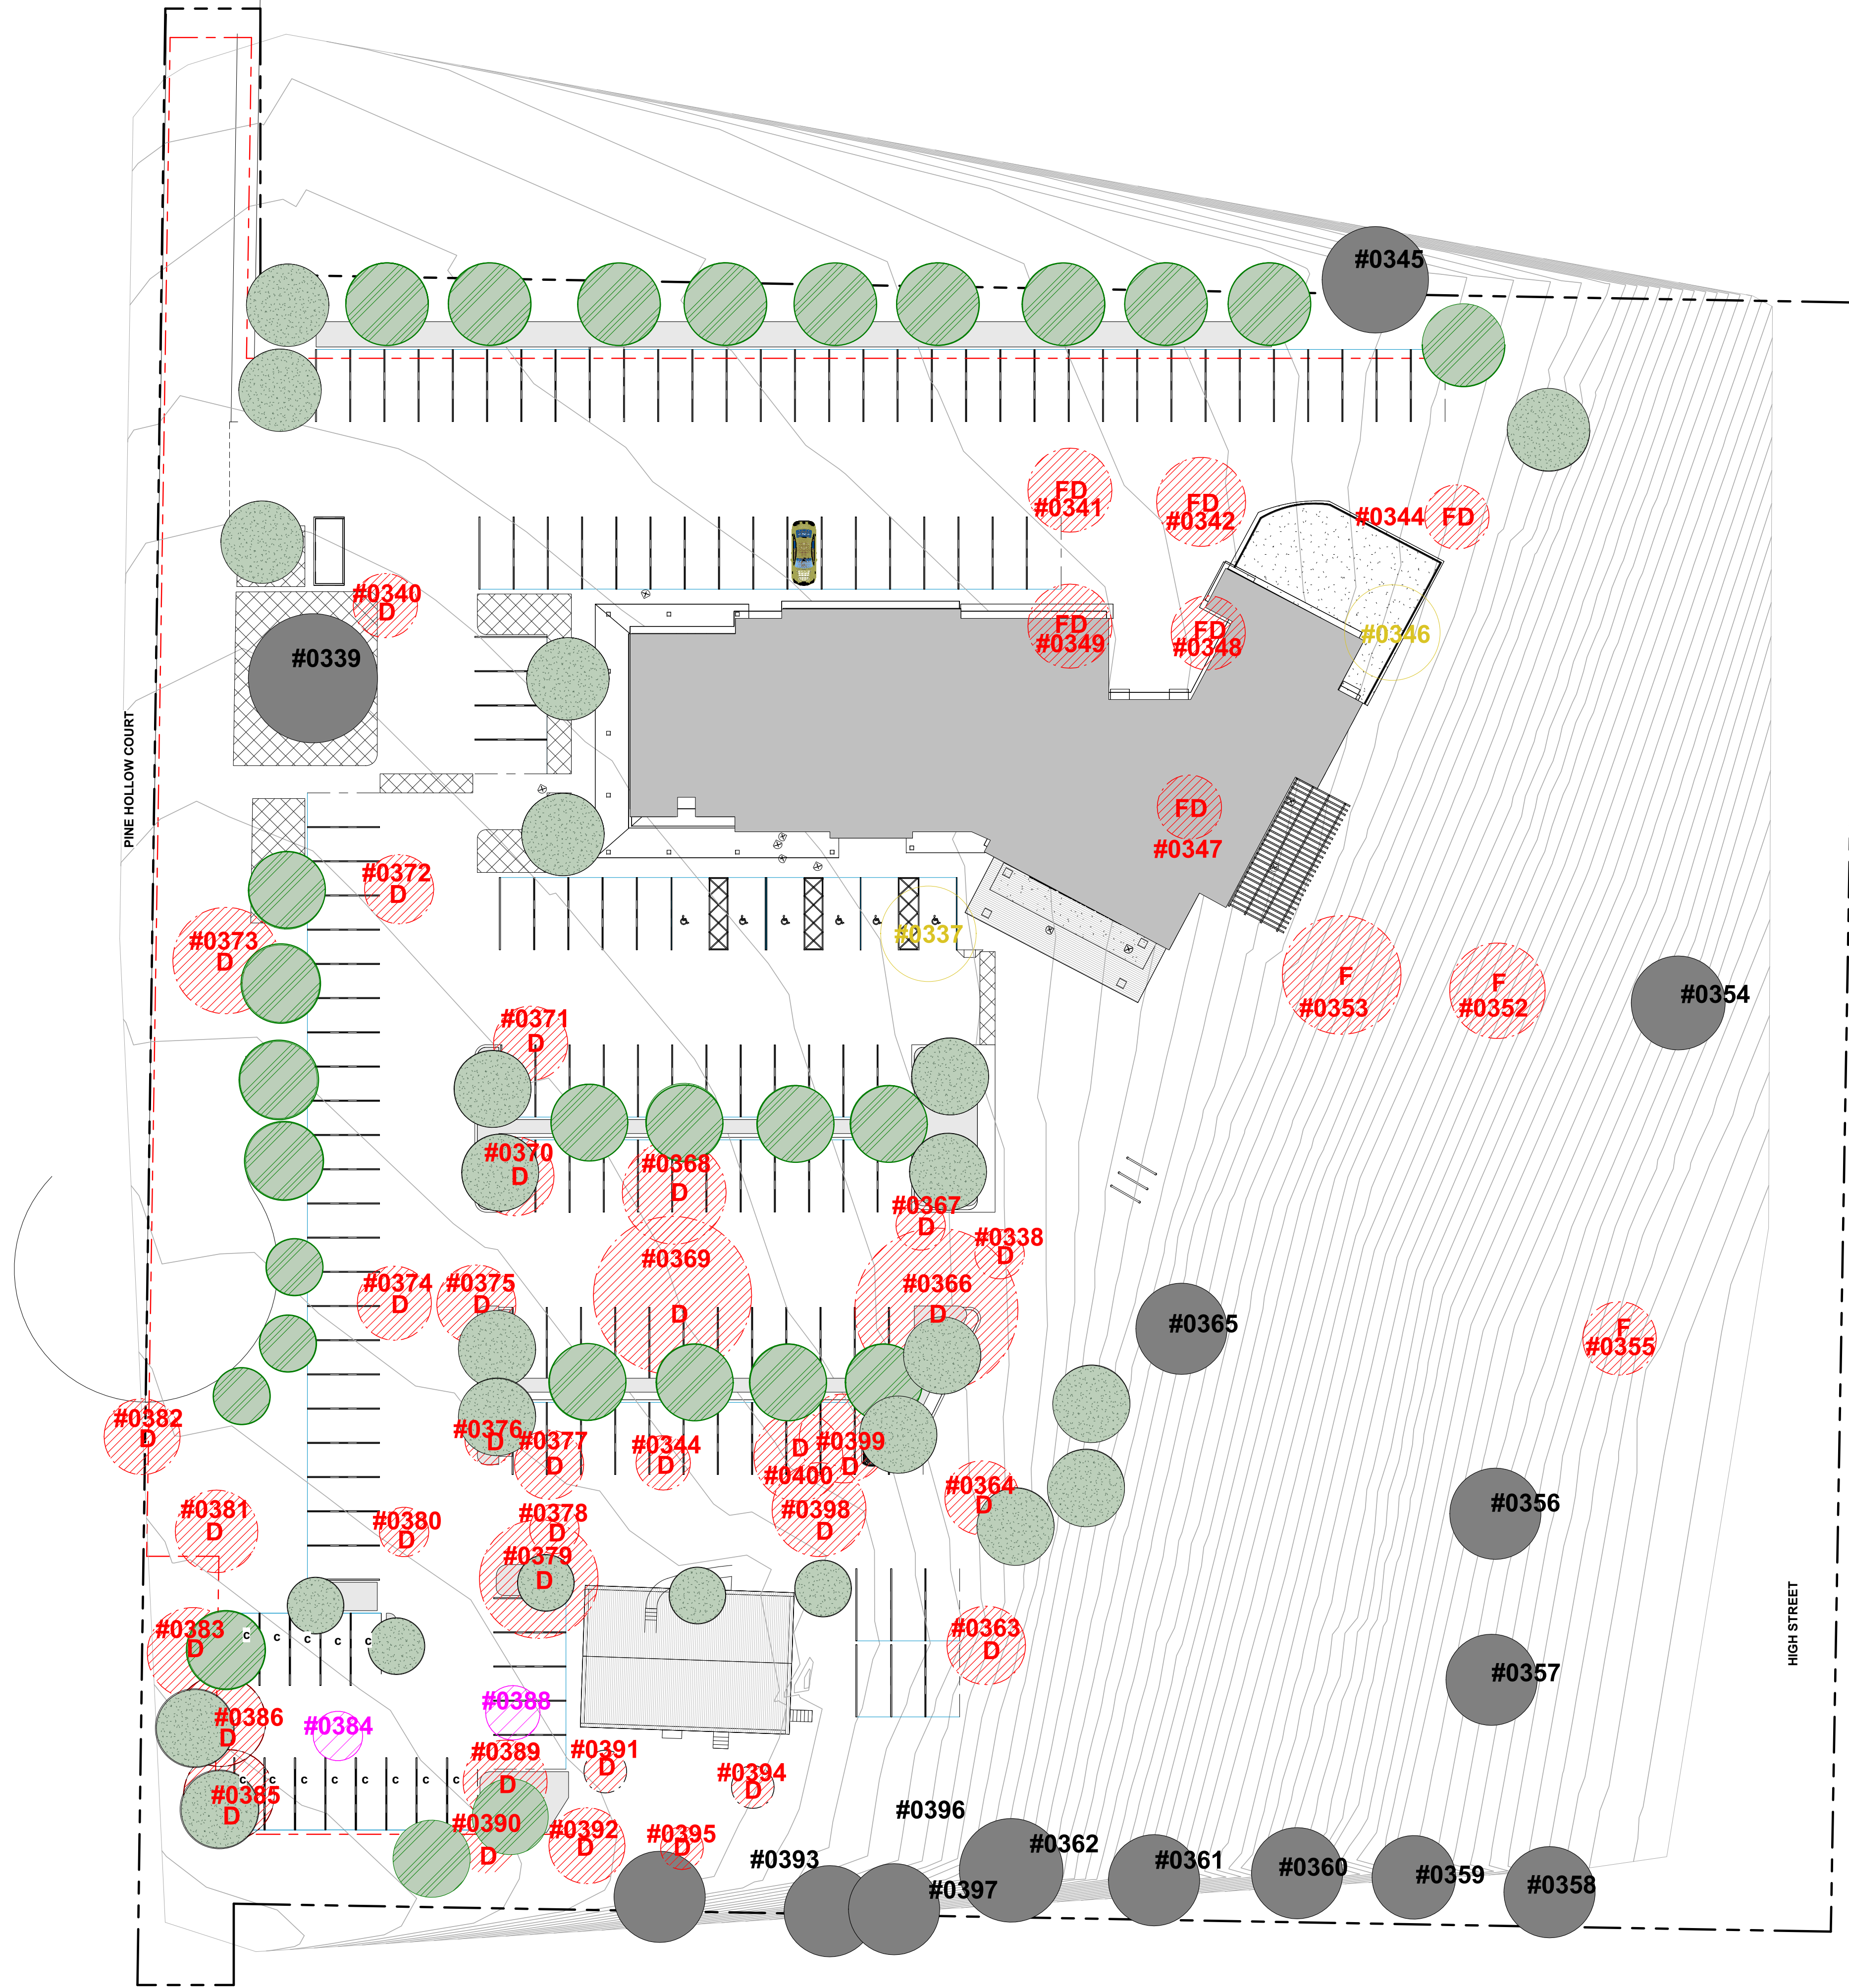 #0345
FD
#0341
FD
#0342
#0344
FD
#0340
D
FD
#0349
FD
#0348
#0346
#0339
PINE HOLLOW COURT
FD
#0347
#0372
D
#0373
D
#0337
F
#0353
F
#0352
#0354
#0371
D
#0370
D
#0368
D
#0367
D
#0338
D
#0369
D
#0366
D
#0374
D
#0375
D
#0365
F
#0355
#0382
D
#0376
D
#0377
D
#0344
D
D
#0400
#0399
D
#0364
D
#0356
#0381
D
#0380
D
#0378
D
#0398
D
#0379
D
HIGH STREET
#0383
D
C
C
C
C
C
#0363
D
#0357
#0386
D
#0384
#0388
#0389
D
#0391
D
#0394
D
C
C
C
C
C
C
C
C
#0385
D
#0390
D
#0392
D
#0395
D
#0396
#0393
#0362
#0397
#0361
#0360
#0359
#0358